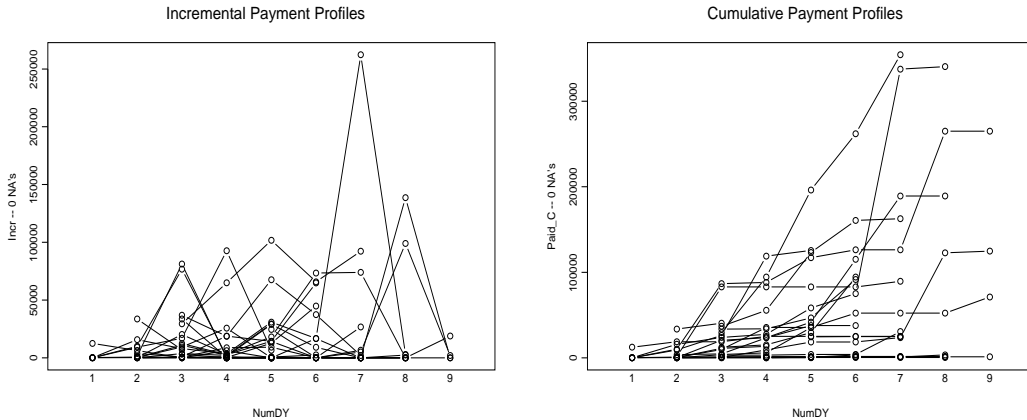 Incremental Payment Profiles
Incr -- 0 NA's
0
50000
100000
150000
200000
250000
1 2 3 4 5 6 7 8 9
NumDY
Cumulative Payment Profiles
Paid_C -- 0 NA's
0
100000
200000
300000
1 2 3 4 5 6 7 8 9
NumDY